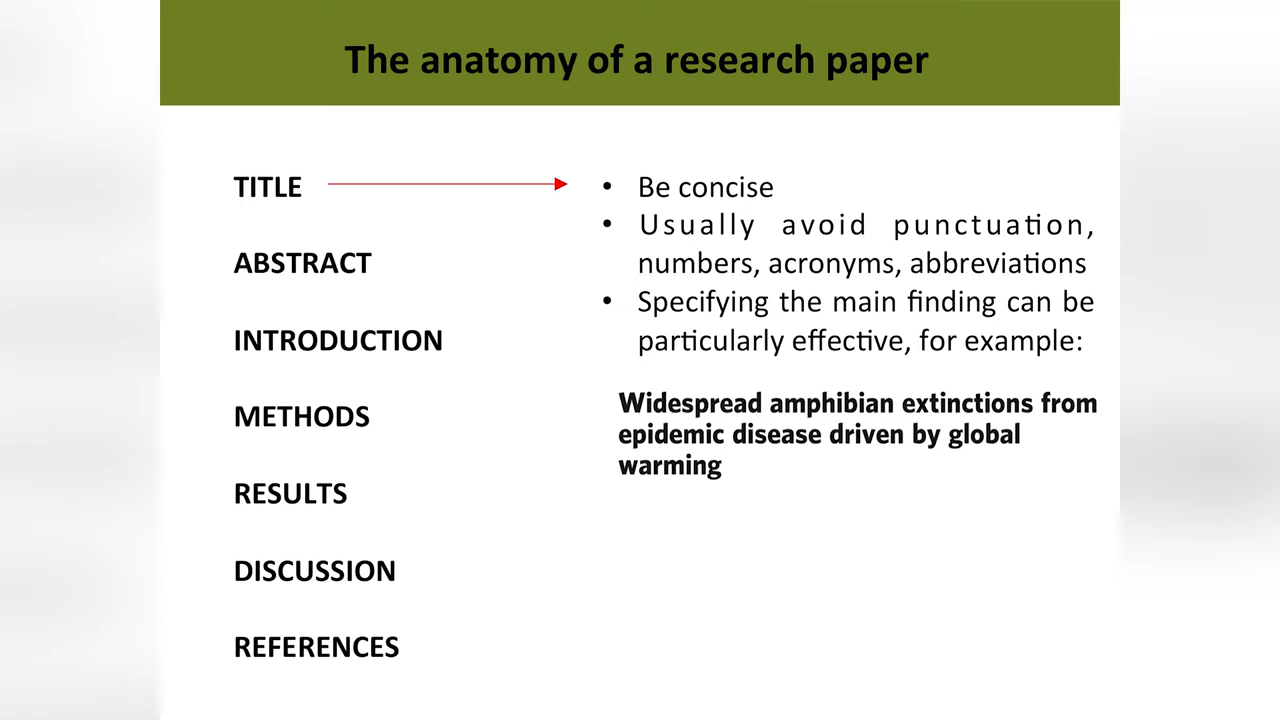 The anatomy of a research paper
TITLE
ABSTRACT
INTRODUCTION
METHODS
RESULTS
DISCUSSION
REFERENCES
• Be concise
• Usually avoid punctuation,
numbers, acronyms, abbreviations
• Specifying the main finding can be
particularly effective, for example:
Widespread amphibian extinctions from
epidemic disease driven by global
warming